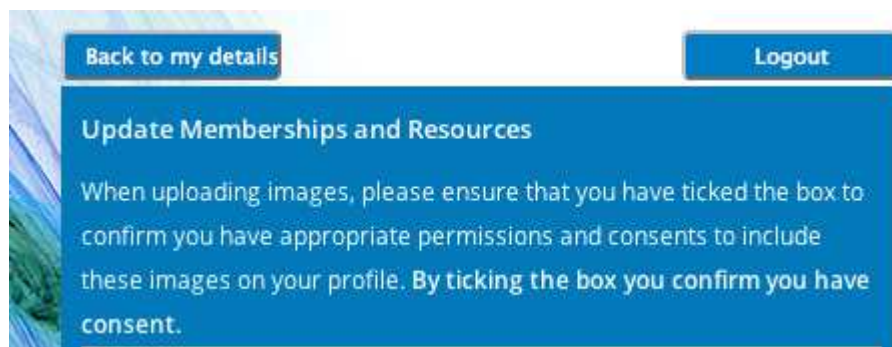 Back to my details
Logout
Update Memberships and Resources
When uploading images, please ensure that you have ticked the box to
confirm you have appropriate permissions and consents to include
these images on your profile. By ticking the box you confirm you have
consent.